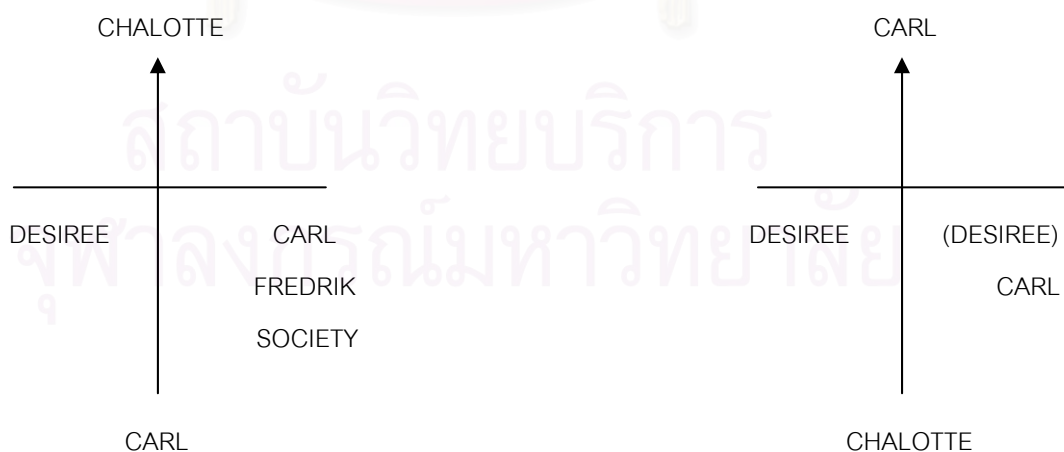 CHALOTTE CARL
สถาบันวิทยบริการ
จุฬาลงกรณ์มหาวิทยาลัย
DESIREE CARL DESIREE (DESIREE)
FREDRIK CARL
SOCIETY
CARL CHALOTTE